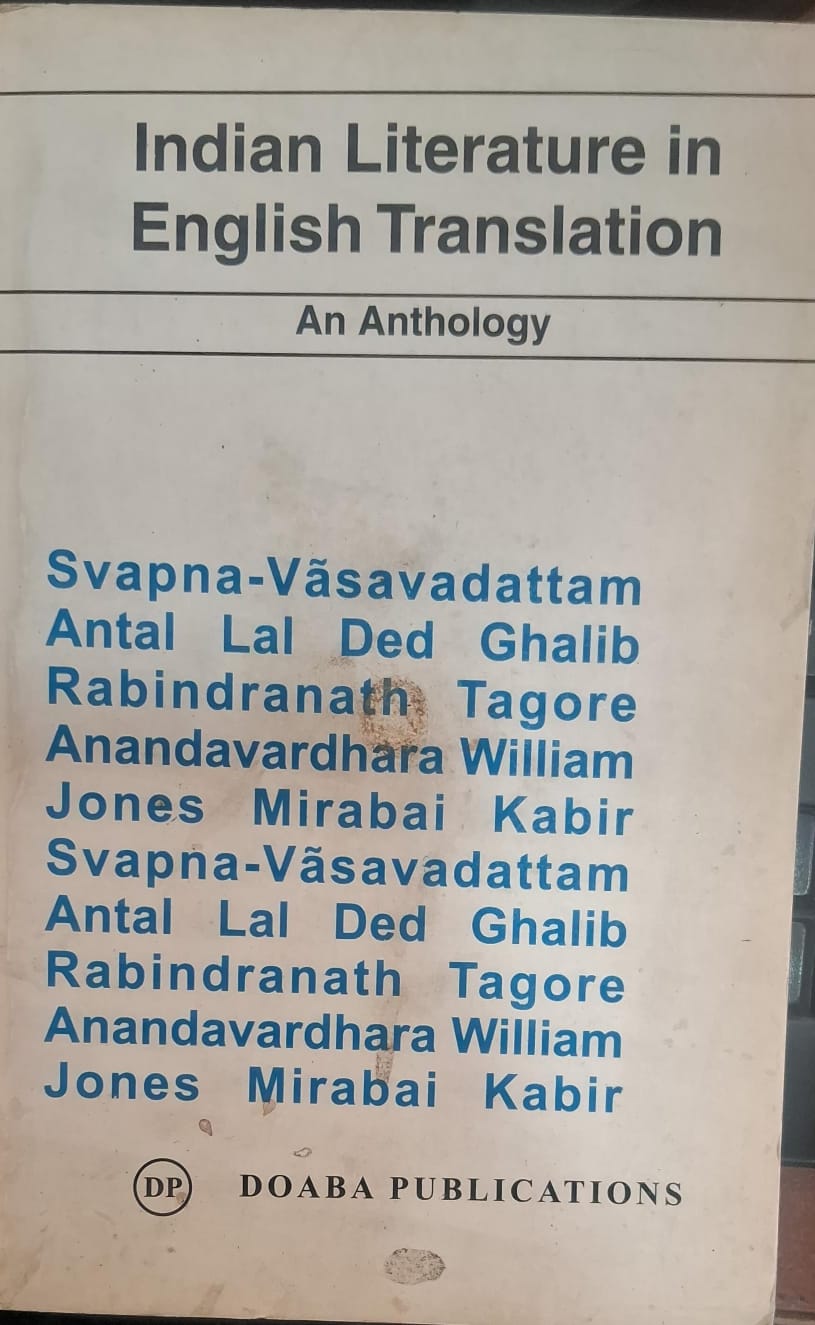 Indian Literature in
English Translation
An Anthology
Svapna-Vãsavadattam
Antal Lal Ded Ghalib
Rabindranath Tagore
Anandavardhara William
Jones Mirabai Kabir
Svapna-Vãsavadattam
Antal Lal Ded Ghalib
Rabindranath Tagore
Anandavardhara William
Jones Mirabai Kabir
DP DOABA PUBLICATIONS